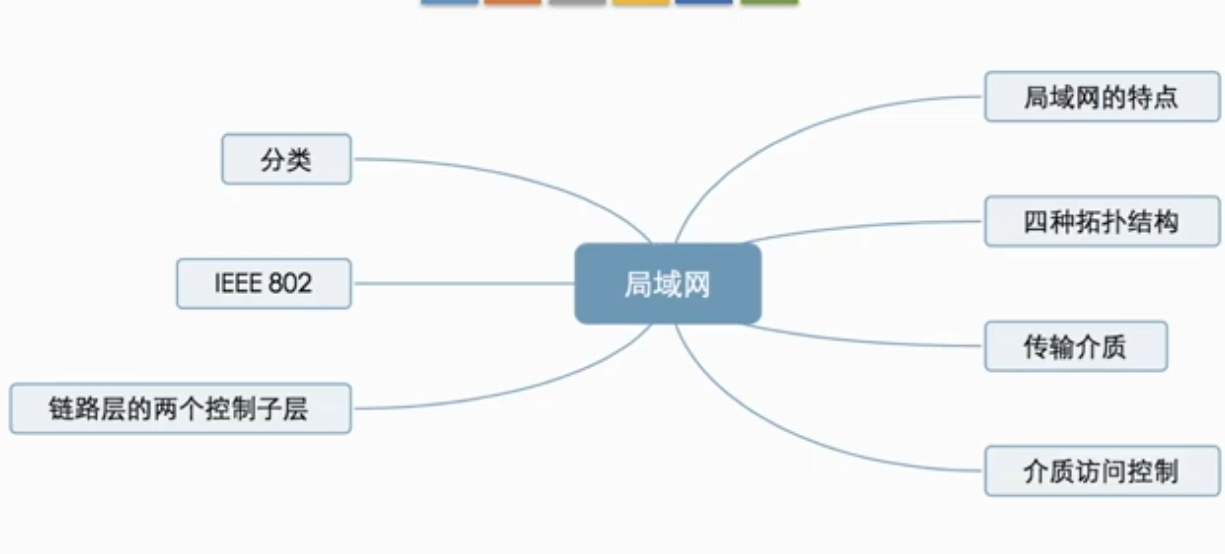 局域网的特点
分类
四种拓扑结构
IEEE 802
局域网
传输介质
链路层的两个控制子层
介质访问控制